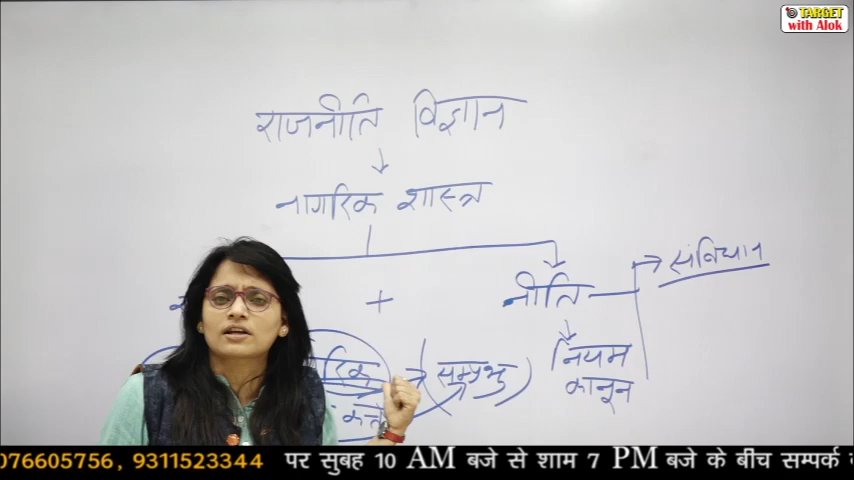 TARGET
with Alok
राजनीति विज्ञान
नागरिक शास्त्र
+
नीति
संविधान
सम्प्रभु
नियम
कानून
076605756, 9311523344 पर सुबह 10 AM बजे से शाम 7 PM बजे के बीच सम्पर्क